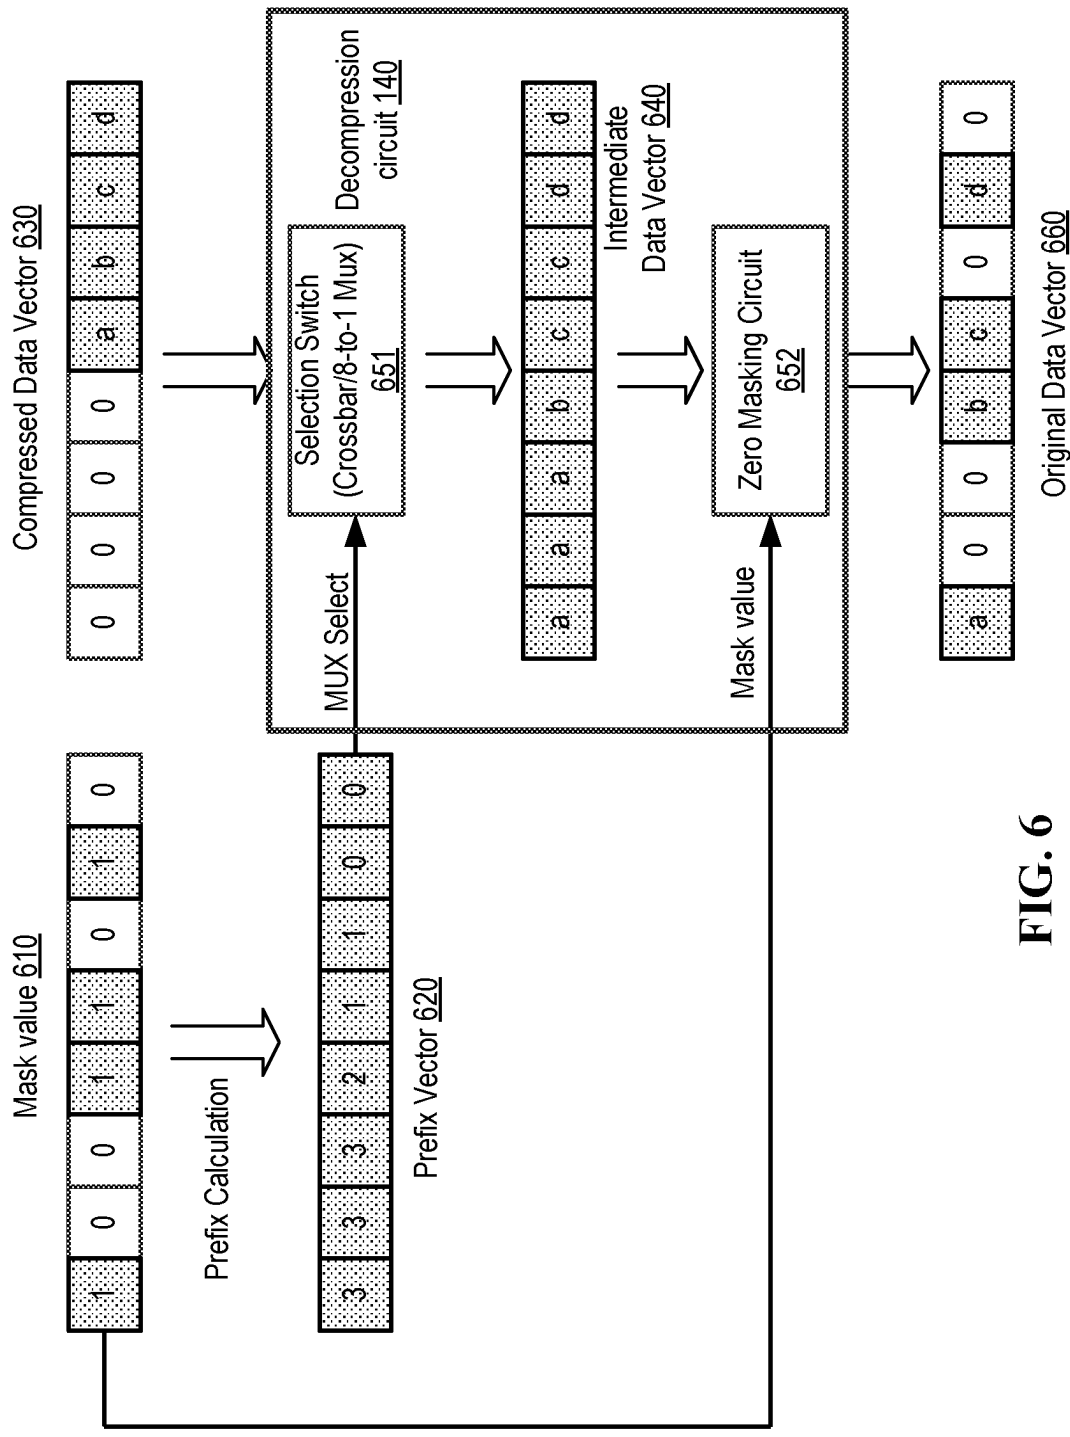 Mask value 610
1 0 0 1 1 0 1 0
Prefix Calculation
3 3 3 2 1 1 0 0
Prefix Vector 620
Compressed Data Vector 630
0 0 0 0 a b c d
MUX Select
Selection Switch
(Crossbar/8-to-1 Mux)
651
Decompression
circuit 140
a a a b c c d d
Intermediate
Data Vector 640
Mask value
Zero Masking Circuit
652
a 0 0 b c 0 d 0
Original Data Vector 660
FIG. 6